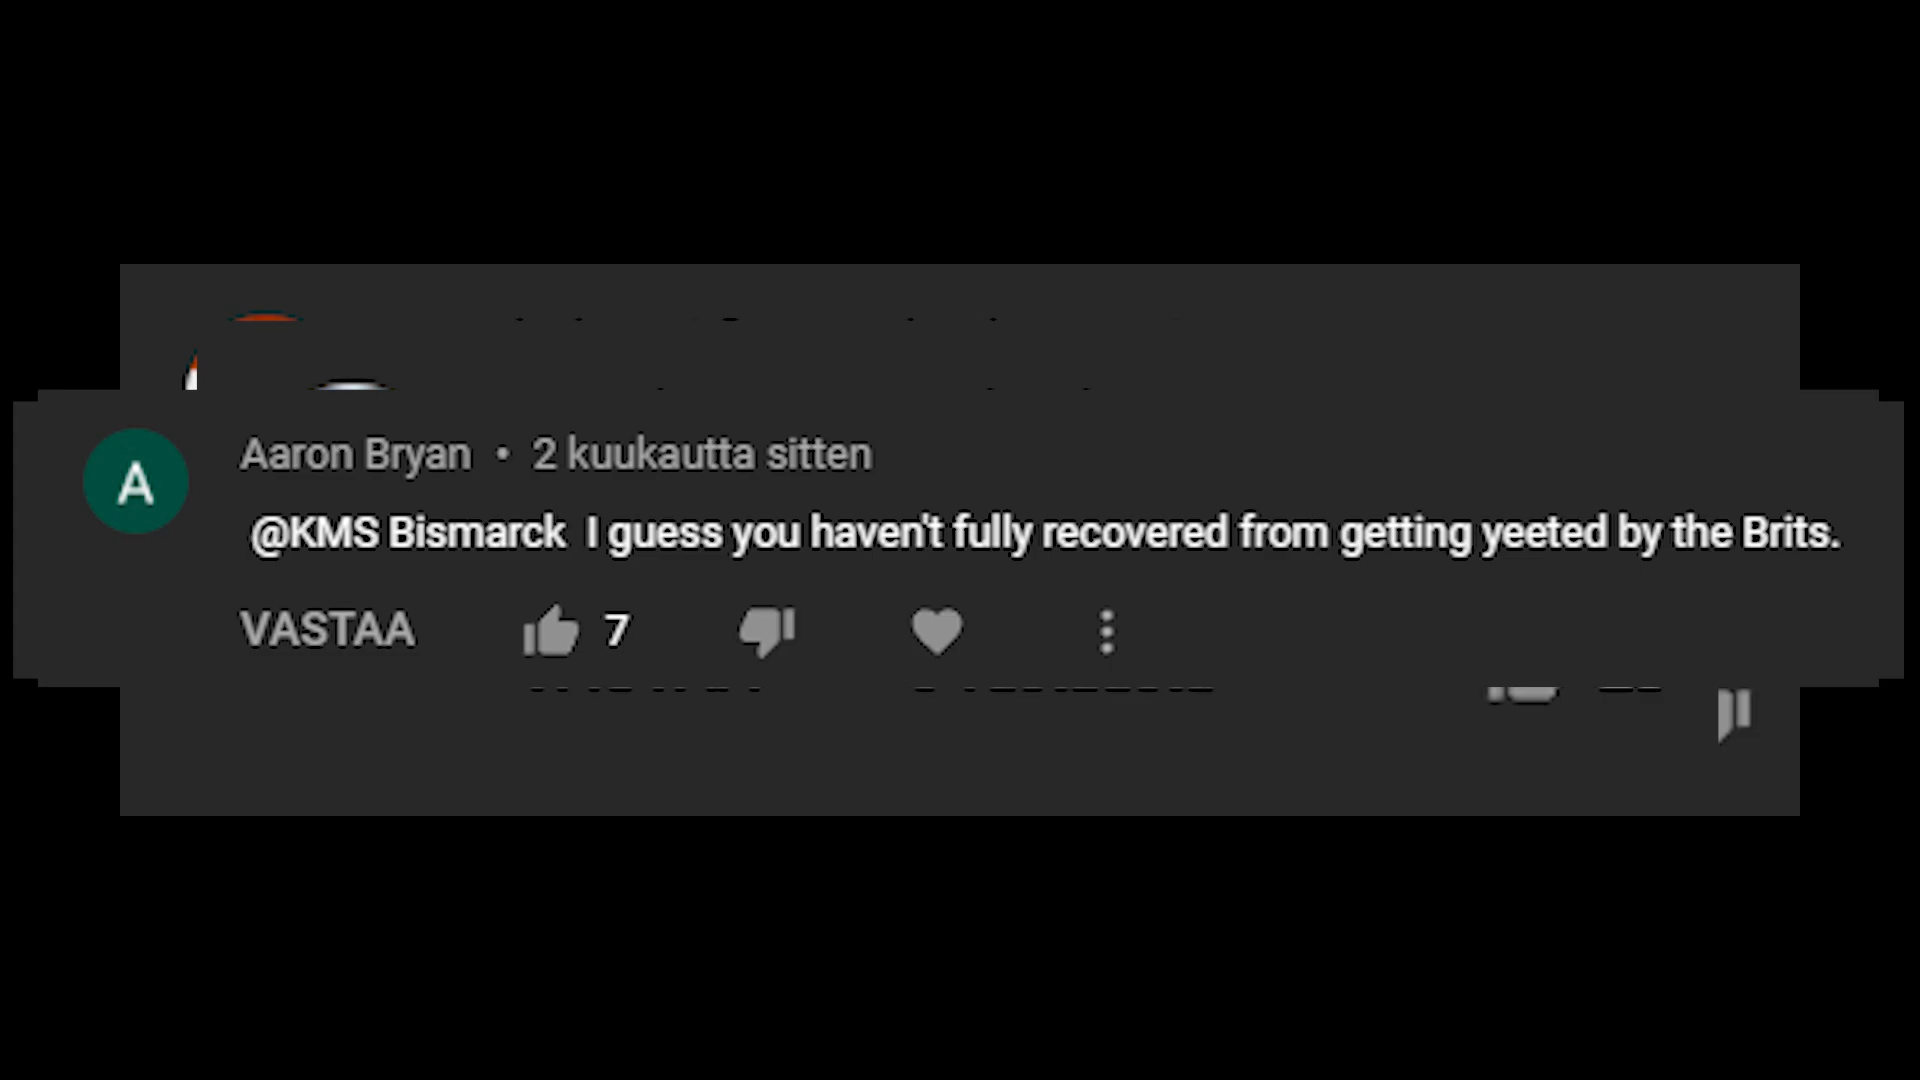 A
Aaron Bryan • 2 kuukautta sitten
@KMS Bismarck I guess you haven't fully recovered from getting yeeted by the Brits.
VASTAA 7